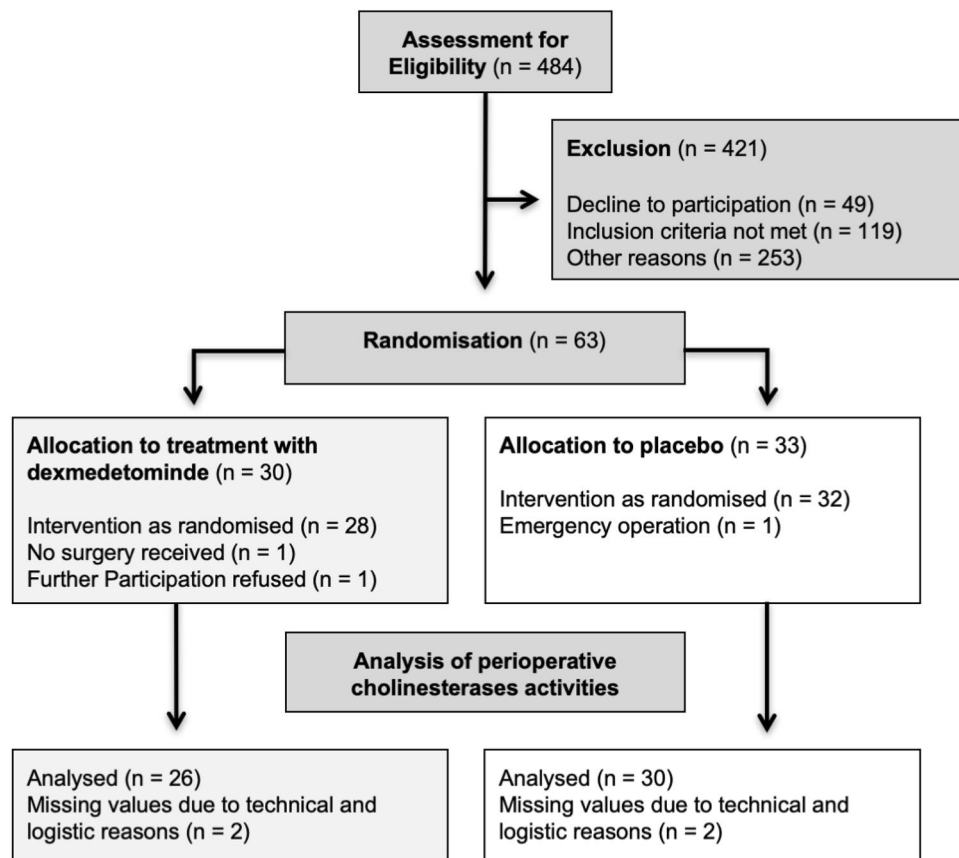 Assessment for
Eligibility (n = 484)
Exclusion (n = 421)
Decline to participation (n = 49)
Inclusion criteria not met (n = 119)
Other reasons (n = 253)
Randomisation (n = 63)
Allocation to treatment with
dexmedetominde (n = 30)
Intervention as randomised (n = 28)
No surgery received (n = 1)
Further Participation refused (n = 1)
Allocation to placebo (n = 33)
Intervention as randomised (n = 32)
Emergency operation (n = 1)
Analysis of perioperative
cholinesterases activities
Analysed (n = 26)
Missing values due to technical and
logistic reasons (n = 2)
Analysed (n = 30)
Missing values due to technical and
logistic reasons (n = 2)